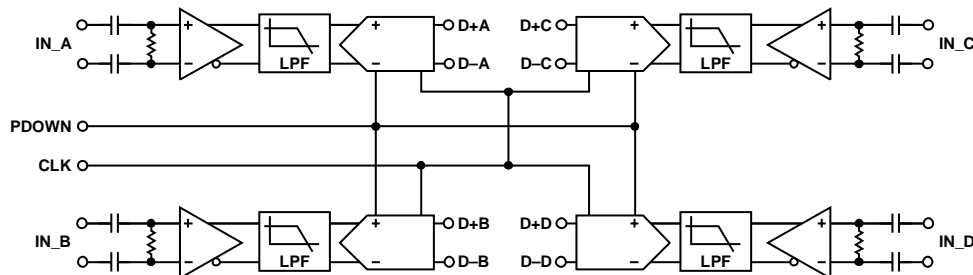 IN_A
+
−
LPF
+
−
D+A
D−A
D+C
D−C
+
−
LPF
+
−
IN_C
PDOWN
CLK
IN_B
+
−
LPF
+
−
D+B
D−B
D+D
D−D
+
−
LPF
+
−
IN_D